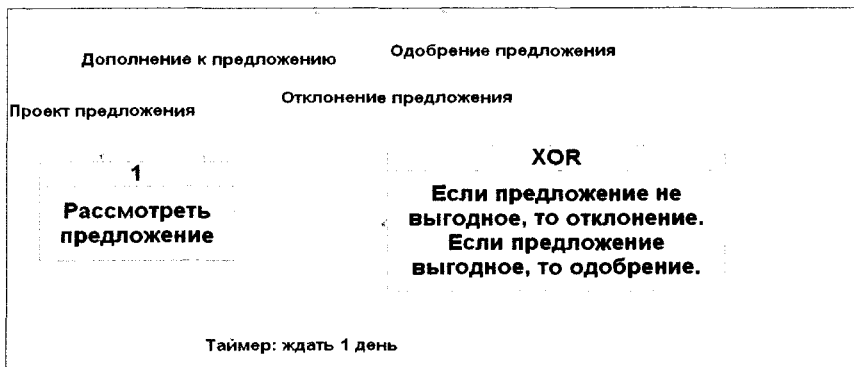 Дополнение к предложению
Одобрение предложения
Проект предложения
Отклонение предложения
1
Рассмотреть
предложение
XOR
Если предложение не
выгодное, то отклонение.
Если предложение
выгодное, то одобрение.
Таймер: ждать 1 день